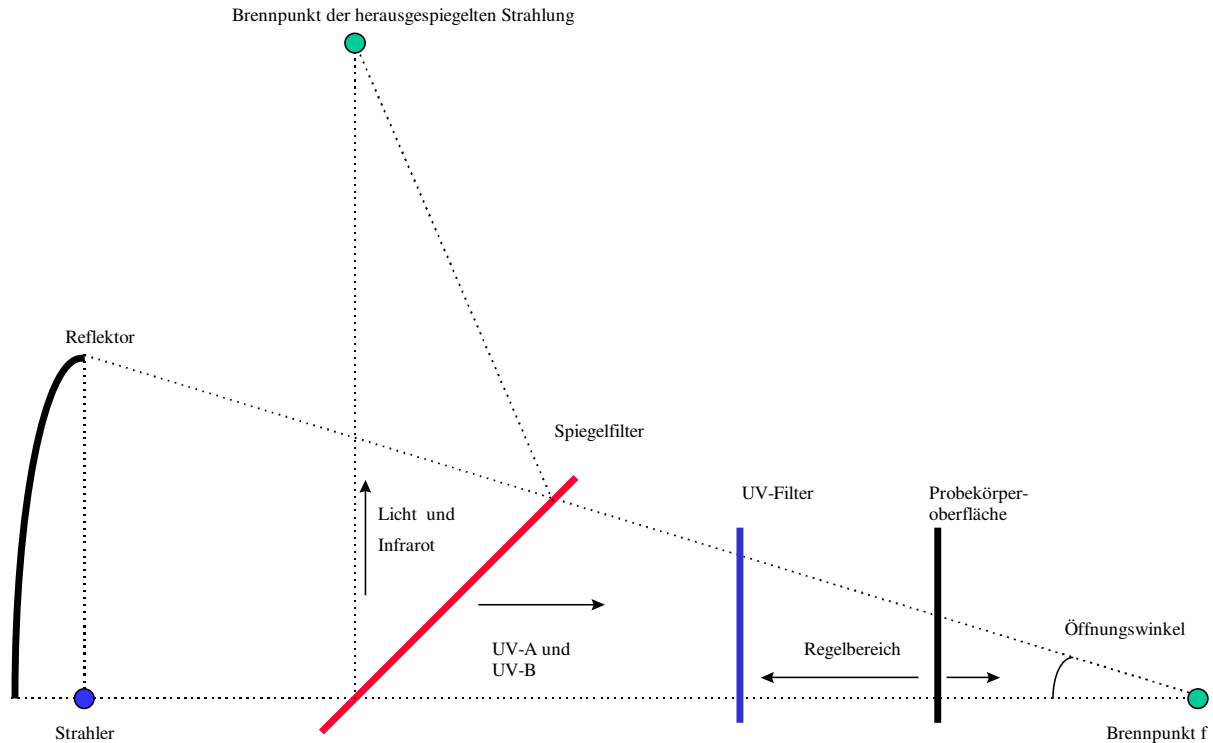 Brennpunkt der herausgespiegelten Strahlung
Reflektor
Spiegelfilter
UV-Filter
Probekörper-
oberfläche
Licht und
Infrarot
Öffnungswinkel
UV-A und
UV-B
Regelbereich
Strahler
Brennpunkt f